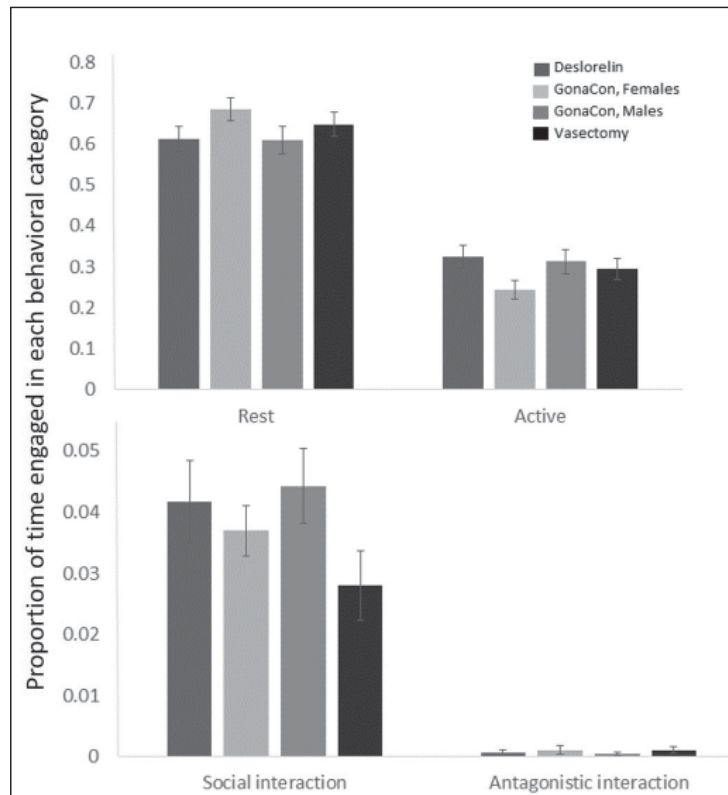 Proportion of time engaged in each behavioral category
0.8
0.7
0.6
0.5
0.4
0.3
0.2
0.1
0
Deslorelin
GonaCon, Females
GonaCon, Males
Vasectomy
Rest
Active
0.05
0.04
0.03
0.02
0.01
0
Social interaction
Antagonistic interaction